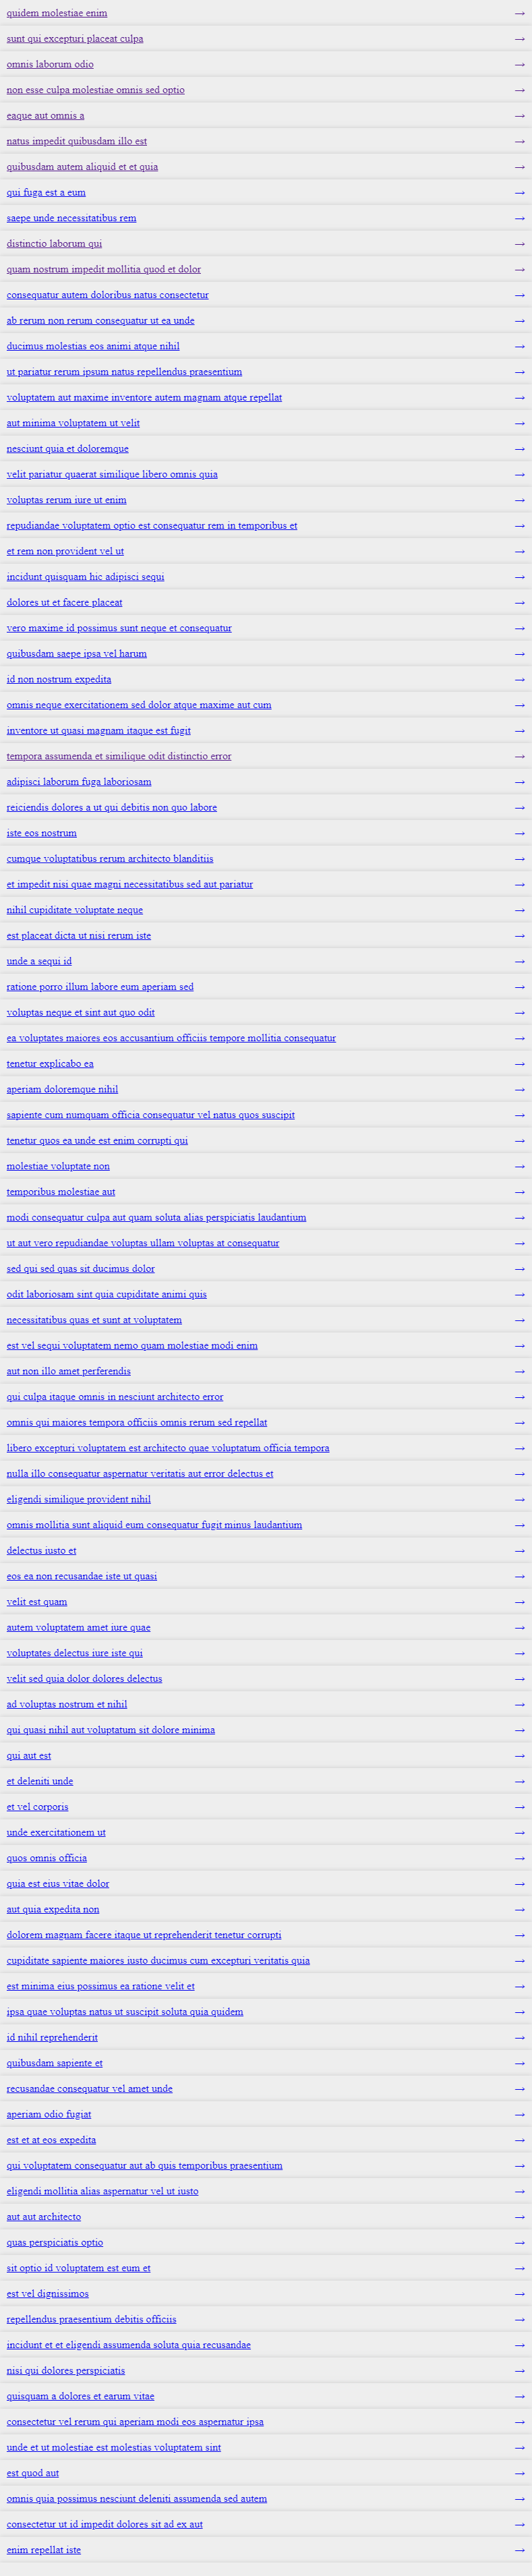 quidem molestiae enim →
sunt qui excepturi placeat culpa →
omnis laborum odio →
non esse culpa molestiae omnis sed optio →
eaque aut omnis a →
natus impedit quibusdam illo est →
quibusdam autem aliquid et et quia →
qui fuga est a eum →
saepe unde necessitatibus rem →
distinctio laborum qui →
quam nostrum impedit mollitia quod et dolor →
consequatur autem doloribus natus consectetur →
ab rerum non rerum consequatur ut ea unde →
ducimus molestias eos animi atque nihil →
ut pariatur rerum ipsum natus repellendus praesentium →
voluptatem aut maxime inventore autem magnam atque repellat →
aut minima voluptatem ut velit →
nesciunt quia et doloremque →
velit pariatur quaerat similique libero omnis quia →
voluptas rerum iure ut enim →
repudiandae voluptatem optio est consequatur rem in temporibus et →
et rem non provident vel ut →
incidunt quisquam hic adipisci sequi →
dolores ut et facere placeat →
vero maxime id possimus sunt neque et consequatur →
quibusdam saepe ipsa vel harum →
id non nostrum expedita →
omnis neque exercitationem sed dolor atque maxime aut cum →
inventore ut quasi magnam itaque est fugit →
tempora assumenda et similique odit distinctio error →
adipisci laborum fuga laboriosam →
reiciendis dolores a ut qui debitis non quo labore →
iste eos nostrum →
cumque voluptatibus rerum architecto blanditiis →
et impedit nisi quae magni necessitatibus sed aut pariatur →
nihil cupiditate voluptate neque →
est placeat dicta ut nisi rerum iste →
unde a sequi id →
ratione porro illum labore eum aperiam sed →
voluptas neque et sint aut quo odit →
ea voluptates maiores eos accusantium officiis tempore mollitia consequatur →
tenetur explicabo ea →
aperiam doloremque nihil →
sapiente cum numquam officia consequatur vel natus quos suscipit →
tenetur quos ea unde est enim corrupti qui →
molestiae voluptate non →
temporibus molestiae aut →
modi consequatur culpa aut quam soluta alias perspiciatis laudantium →
ut aut vero repudiandae voluptas ullam voluptas at consequatur →
sed qui sed quas sit ducimus dolor →
odit laboriosam sint quia cupiditate animi quis →
necessitatibus quas et sunt at voluptatem →
est vel sequi voluptatem nemo quam molestiae modi enim →
aut non illo amet perferendis →
qui culpa itaque omnis in nesciunt architecto error →
omnis qui maiores tempora officiis omnis rerum sed repellat →
libero excepturi voluptatem est architecto quae voluptatum officia tempora →
nulla illo consequatur aspernatur veritatis aut error delectus et →
eligendi similique provident nihil →
omnis mollitia sunt aliquid eum consequatur fugit minus laudantium →
delectus iusto et →
eos ea non recusandae iste ut quasi →
velit est quam →
autem voluptatem amet iure quae →
voluptates delectus iure iste qui →
velit sed quia dolor dolores delectus →
ad voluptas nostrum et nihil →
qui quasi nihil aut voluptatum sit dolore minima →
qui aut est →
et deleniti unde →
et vel corporis →
unde exercitationem ut →
quos omnis officia →
quia est eius vitae dolor →
aut quia expedita non →
dolorem magnam facere itaque ut reprehenderit tenetur corrupti →
cupiditate sapiente maiores iusto ducimus cum excepturi veritatis quia →
est minima eius possimus ea ratione velit et →
ipsa quae voluptas natus ut suscipit soluta quia quidem →
id nihil reprehenderit →
quibusdam sapiente et →
recusandae consequatur vel amet unde →
aperiam odio fugiat →
est et at eos expedita →
qui voluptatem consequatur aut ab quis temporibus praesentium →
eligendi mollitia alias aspernatur vel ut iusto →
aut aut architecto →
quas perspiciatis optio →
sit optio id voluptatem est eum et →
est vel dignissimos →
repellendus praesentium debitis officiis →
incidunt et et eligendi assumenda soluta quia recusandae →
nisi qui dolores perspiciatis →
quisquam a dolores et earum vitae →
consectetur vel rerum qui aperiam modi eos aspernatur ipsa →
unde et ut molestiae est molestias voluptatem sint →
est quod aut →
omnis quia possimus nesciunt deleniti assumenda sed autem →
consectetur ut id impedit dolores sit ad ex aut →
enim repellat iste →